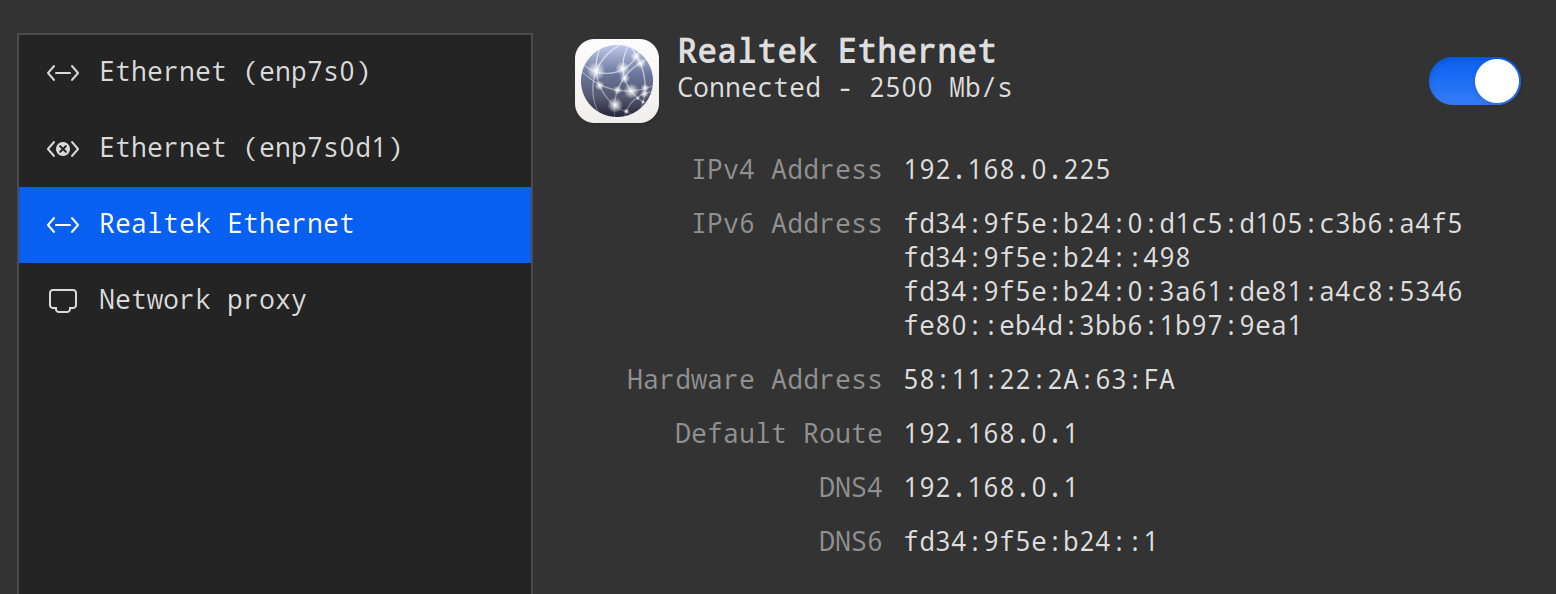 Ethernet (enp7s0)
Ethernet (enp7s0d1)
Realtek Ethernet
Network proxy
Realtek Ethernet
Connected - 2500 Mb/s
IPv4 Address 192.168.0.225
IPv6 Address fd34:9f5e:b24:0:d1c5:d105:c3b6:a4f5
fd34:9f5e:b24::498
fd34:9f5e:b24:0:3a61:de81:a4c8:5346
fe80::eb4d:3bb6:1b97:9ea1
Hardware Address 58:11:22:2A:63:FA
Default Route 192.168.0.1
DNS4 192.168.0.1
DNS6 fd34:9f5e:b24::1